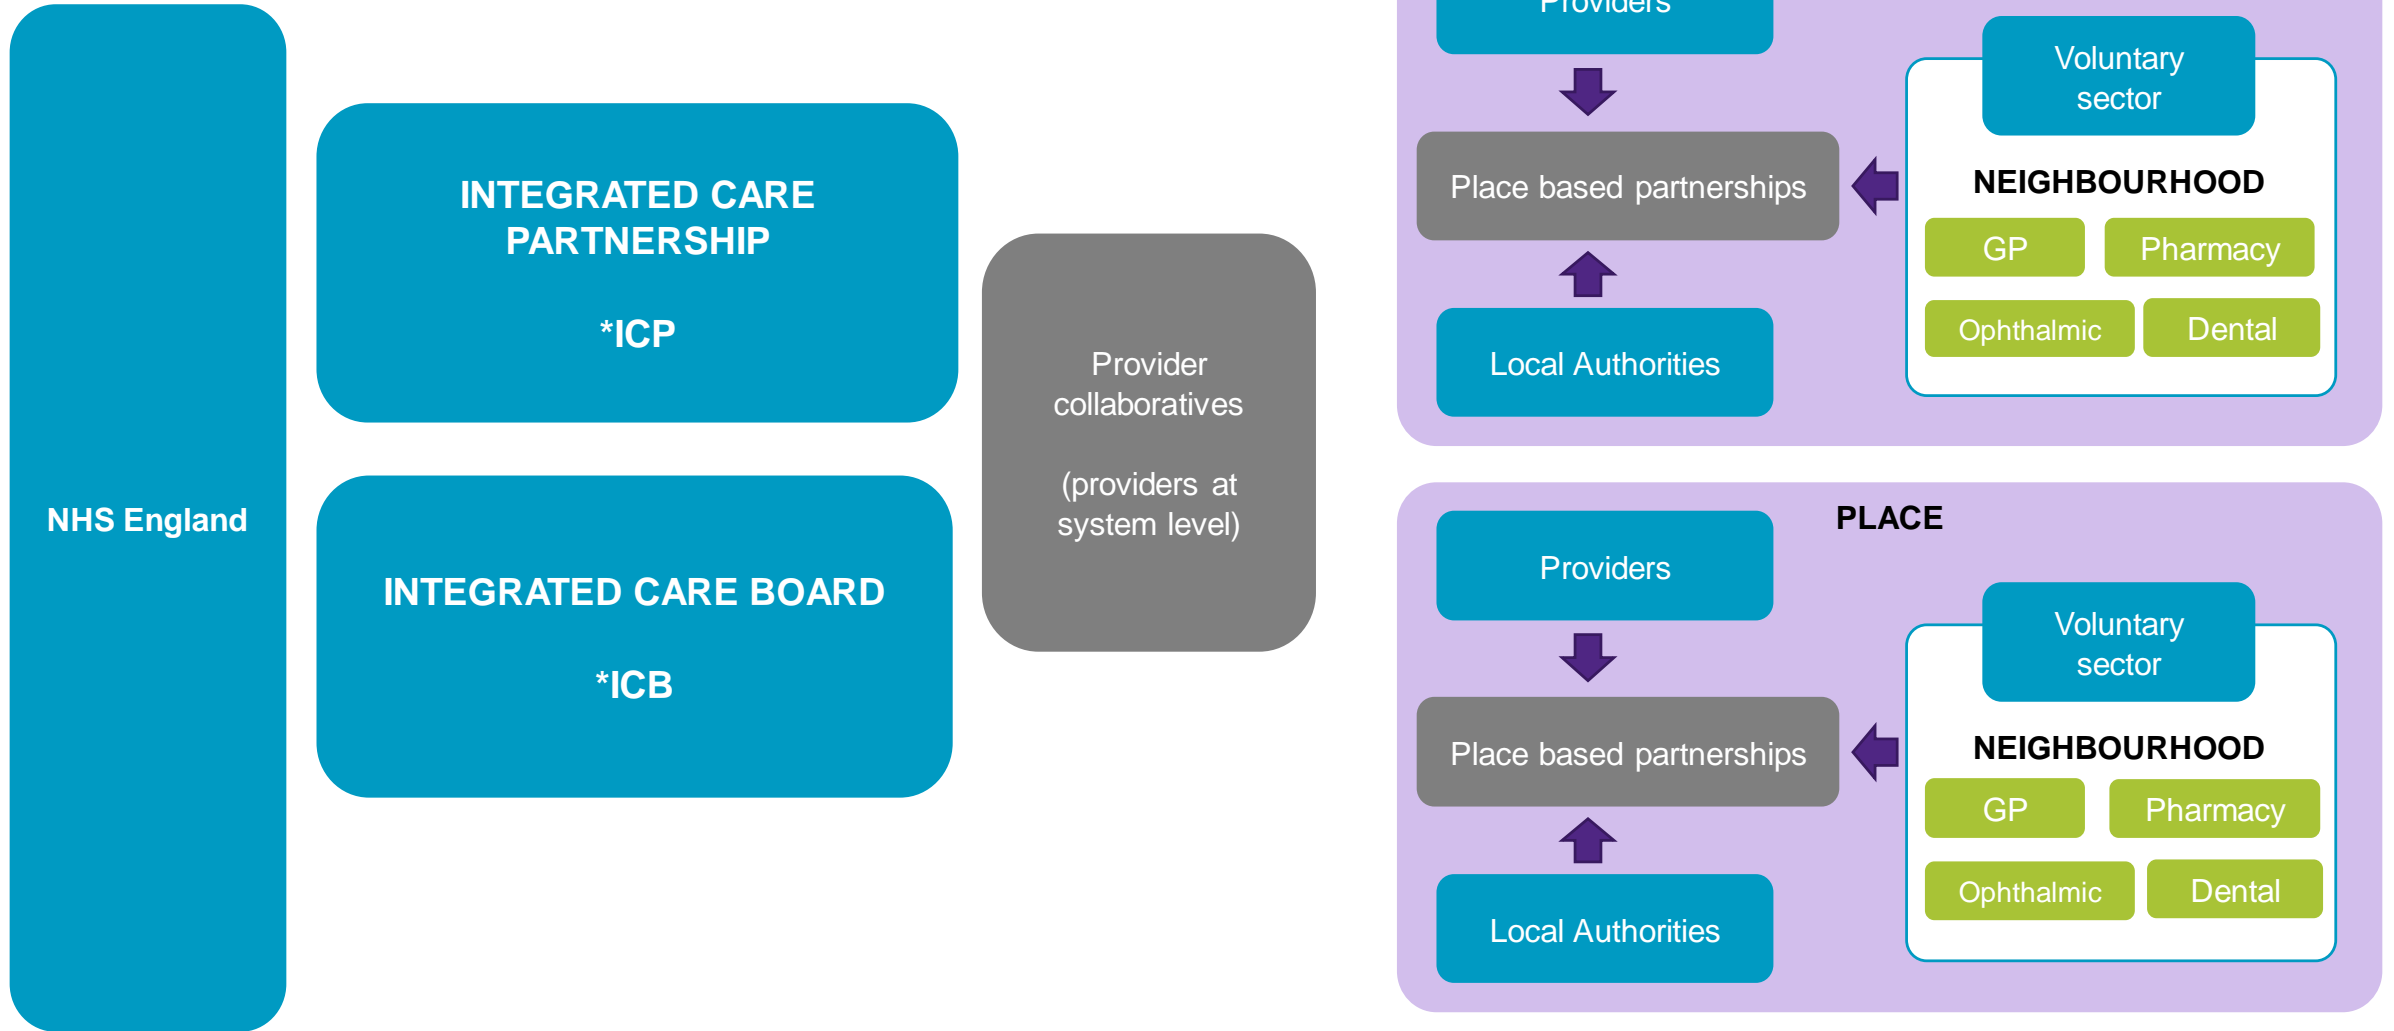 NHS England
INTEGRATED CARE
PARTNERSHIP
*ICP
INTEGRATED CARE BOARD
*ICB
Provider
collaboratives
(providers at
system level)
Providers
Place based partnerships
Local Authorities
Voluntary
sector
NEIGHBOURHOOD
GP
Pharmacy
Ophthalmic
Dental
PLACE
Providers
Place based partnerships
Local Authorities
Voluntary
sector
NEIGHBOURHOOD
GP
Pharmacy
Ophthalmic
Dental